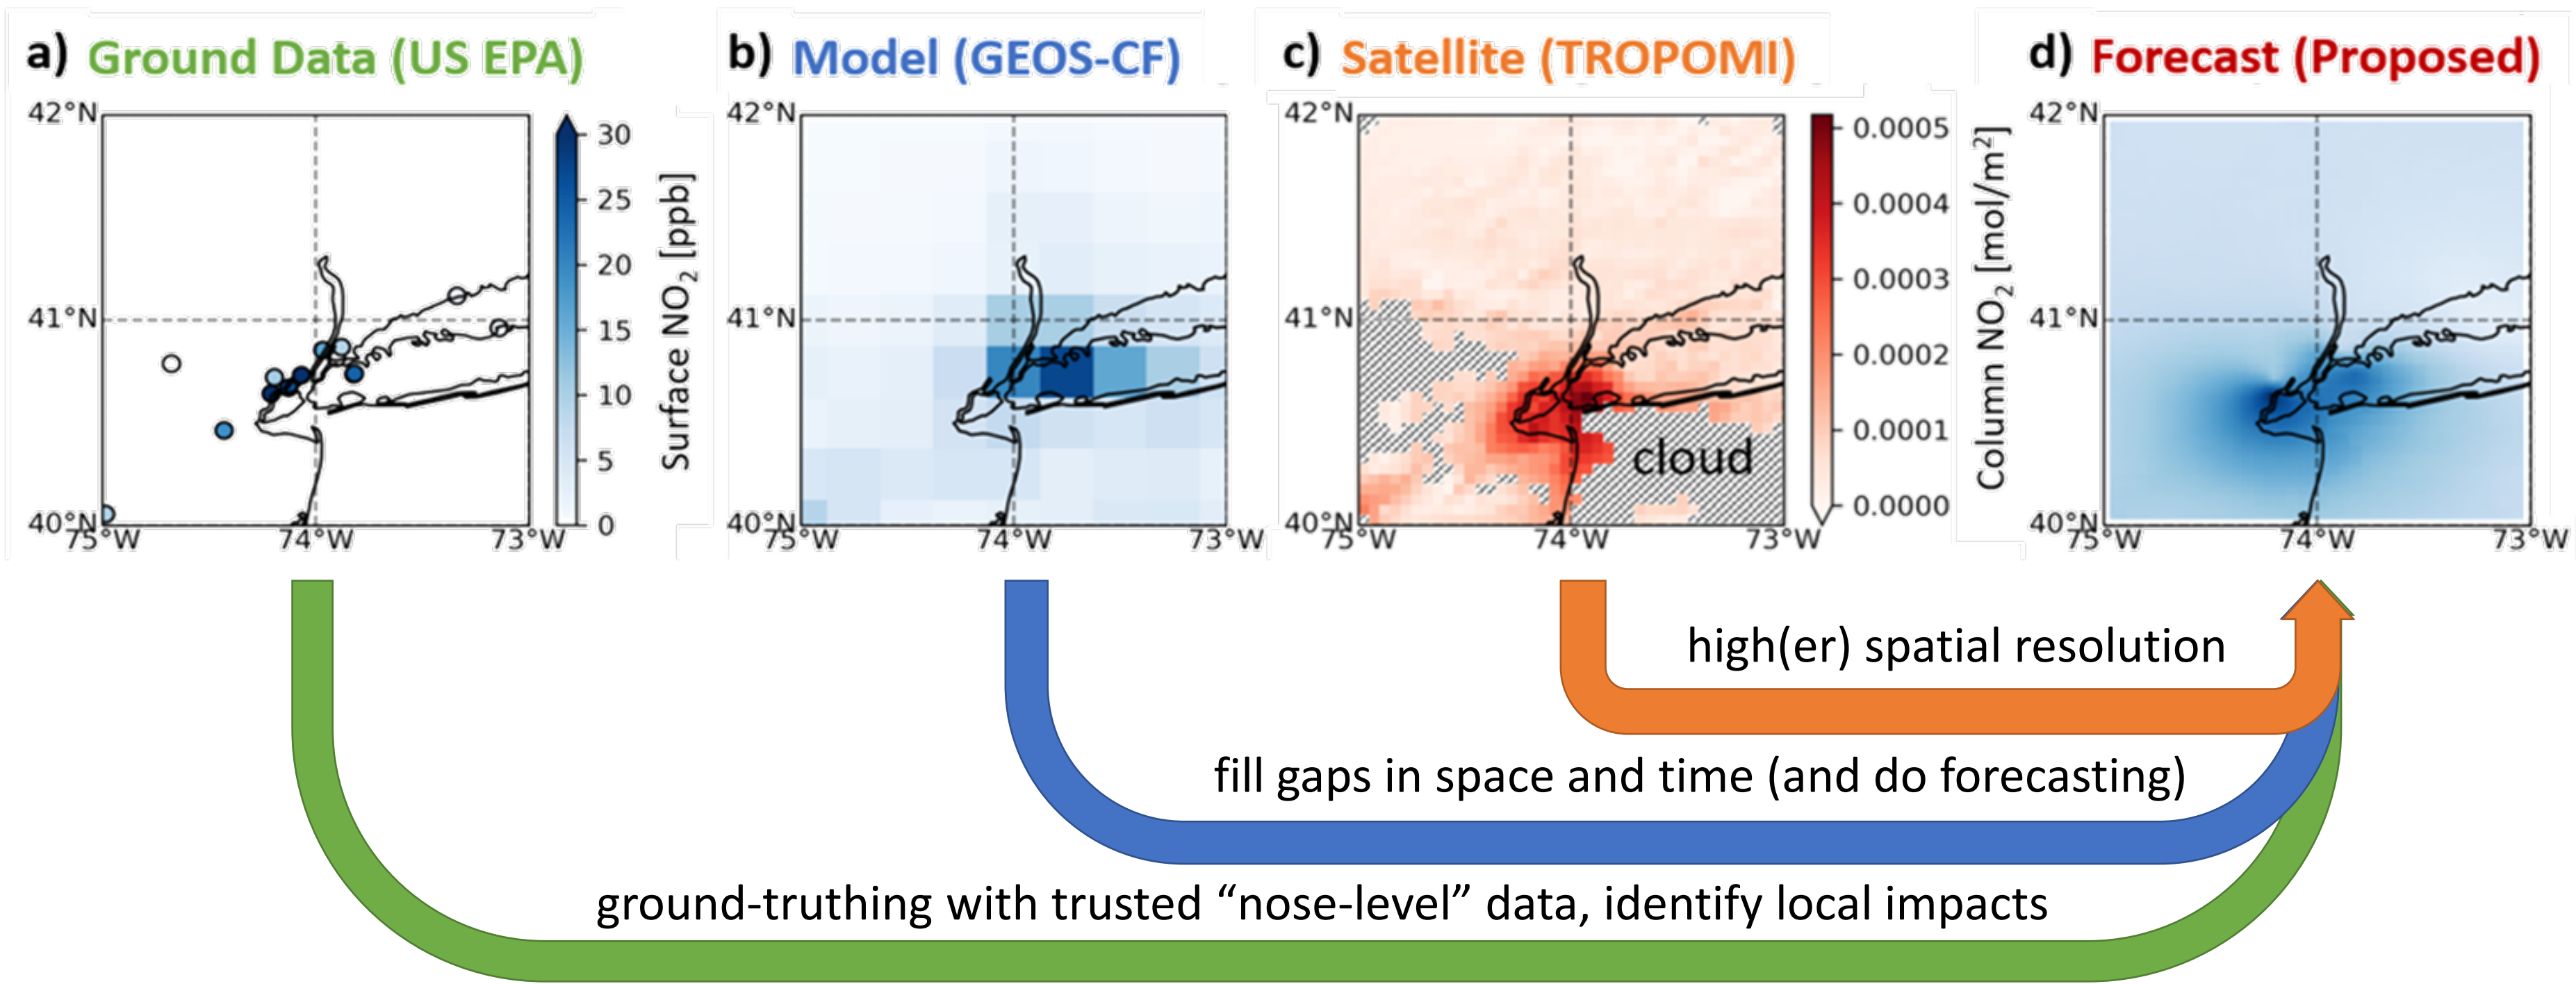 a) Ground Data (US EPA)
b) Model (GEOS-CF)
c) Satellite (TROPOMI)
d) Forecast (Proposed)
42°N
41°N
40°N
75°W
74°W
73°W
30
25
20
15
10
5
0
Surface NO₂ [ppb]
42°N
41°N
40°N
75°W
74°W
73°W
42°N
41°N
40°N
75°W
74°W
73°W
cloud
0.0005
0.0004
0.0003
0.0002
0.0001
0.0000
Column NO₂ [mol/m²]
42°N
41°N
40°N
75°W
74°W
73°W
high(er) spatial resolution
fill gaps in space and time (and do forecasting)
ground-truthing with trusted “nose-level” data, identify local impacts